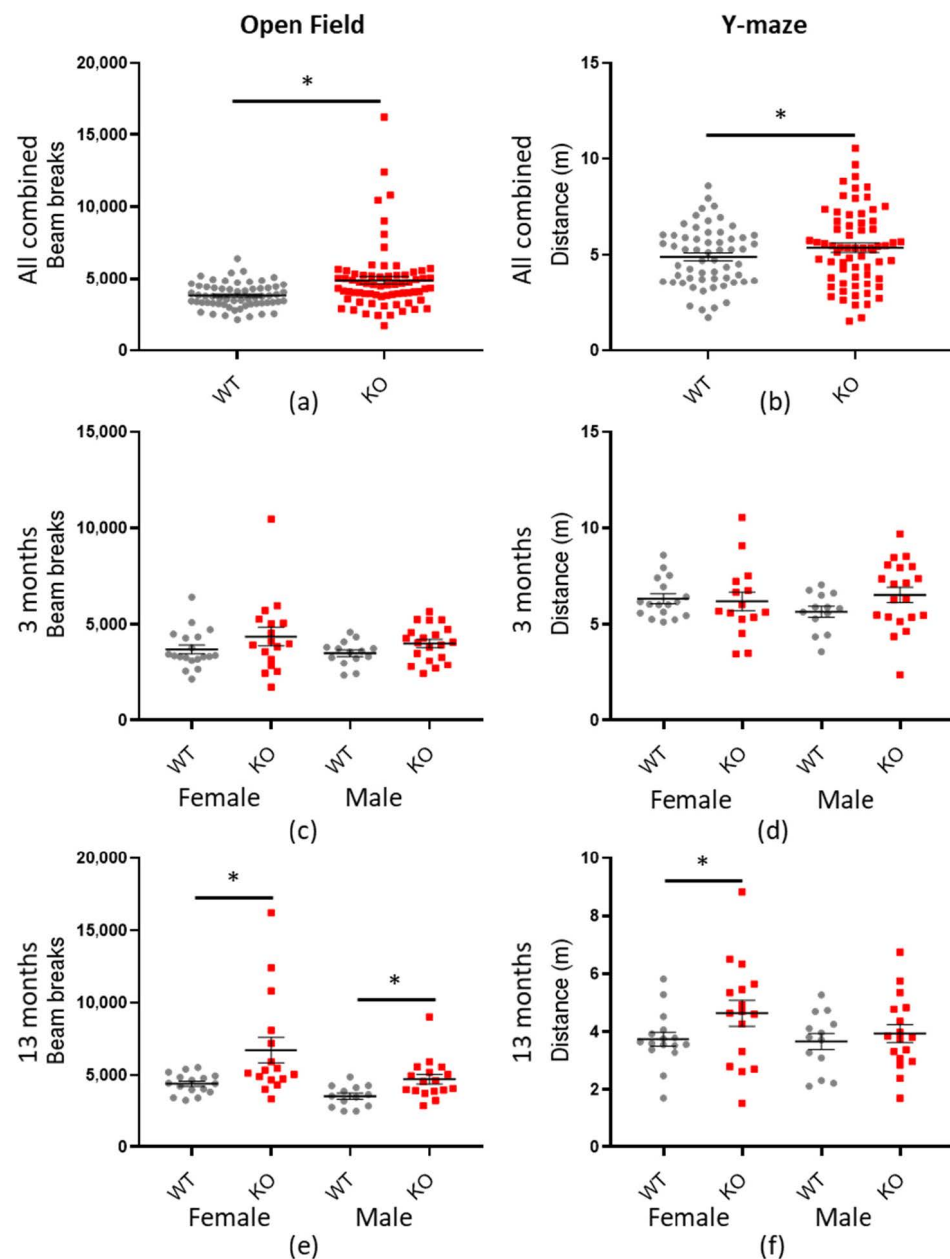 Open Field
Y-maze
All combined
Beam breaks
20,000
15,000
10,000
5,000
0
*
WT
KO
(a)
All combined
Distance (m)
15
10
5
0
*
WT
KO
(b)
3 months
Beam breaks
15,000
10,000
5,000
0
WT
KO
WT
KO
Female
Male
(c)
3 months
Distance (m)
15
10
5
0
WT
KO
WT
KO
Female
Male
(d)
13 months
Beam breaks
20,000
15,000
10,000
5,000
0
*
*
WT
KO
WT
KO
Female
Male
(e)
13 months
Distance (m)
10
8
6
4
2
0
*
WT
KO
WT
KO
Female
Male
(f)